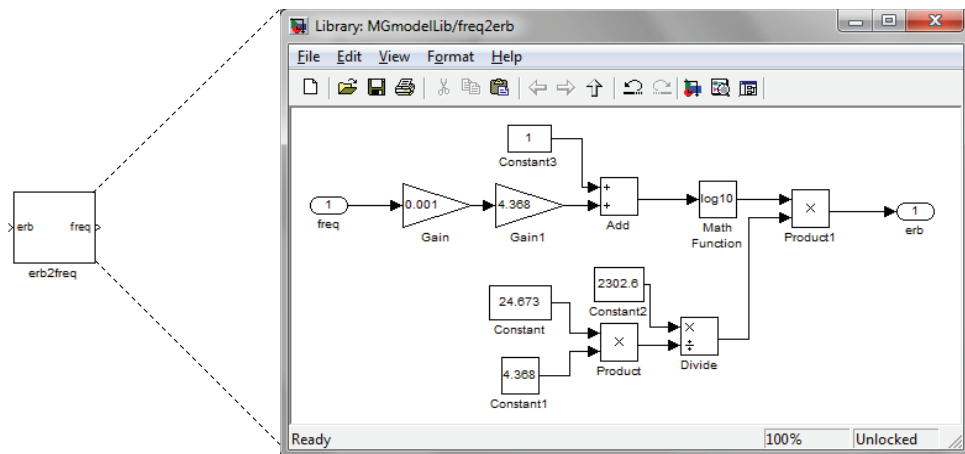 Library: MGmodelLib/freq2erb
File Edit View Format Help
1
Constant3
1
freq
0.001
Gain
4.368
Gain1
+
+
Add
log10
Math
Function
×
Product1
1
erb
erb freq
erb2freq
24.673
Constant
2302.6
Constant2
4.368
Constant1
×
Product
×
÷
Divide
Ready 100% Unlocked